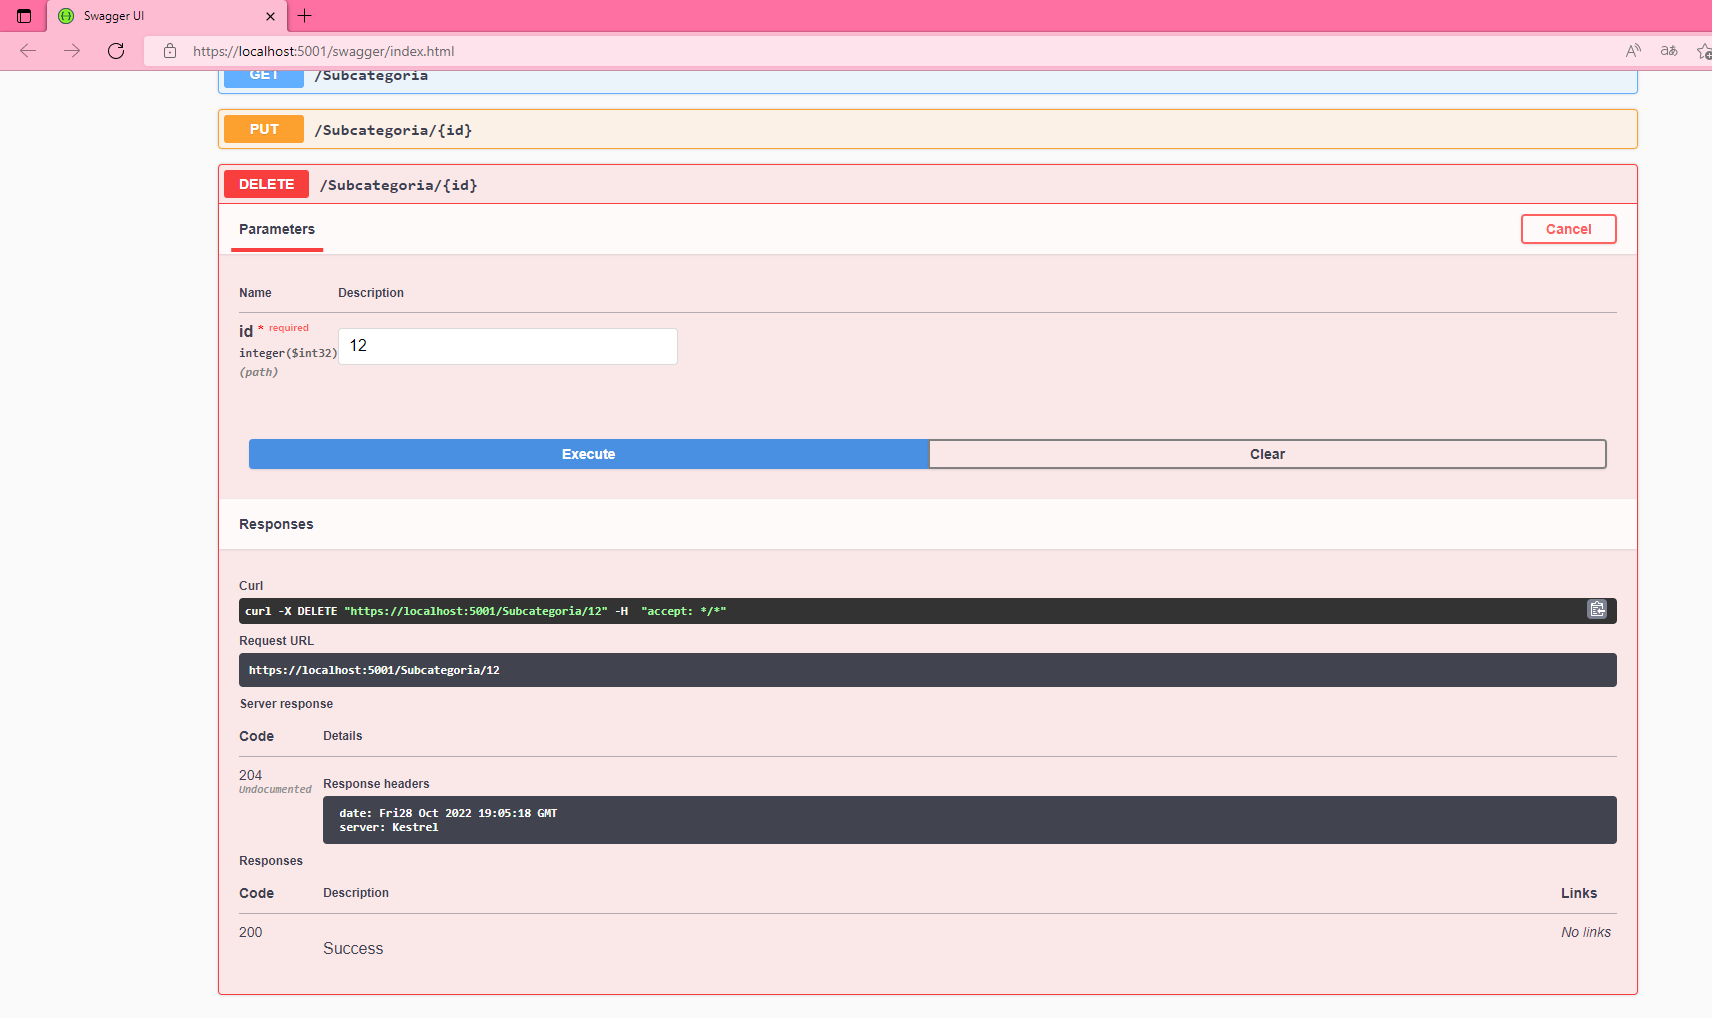 Swagger UI
https://localhost:5001/swagger/index.html
GET /Subcategoria
PUT /Subcategoria/{id}
DELETE /Subcategoria/{id}
Parameters
Cancel
Name Description
id * required
integer($int32)
(path)
12
Execute Clear
Responses
Curl
curl -X DELETE "https://localhost:5001/Subcategoria/12" -H  "accept: */*"
Request URL
https://localhost:5001/Subcategoria/12
Server response
Code Details
204
Undocumented
Response headers
date: Fri28 Oct 2022 19:05:18 GMT
server: Kestrel
Responses
Code Description Links
200
Success
No links